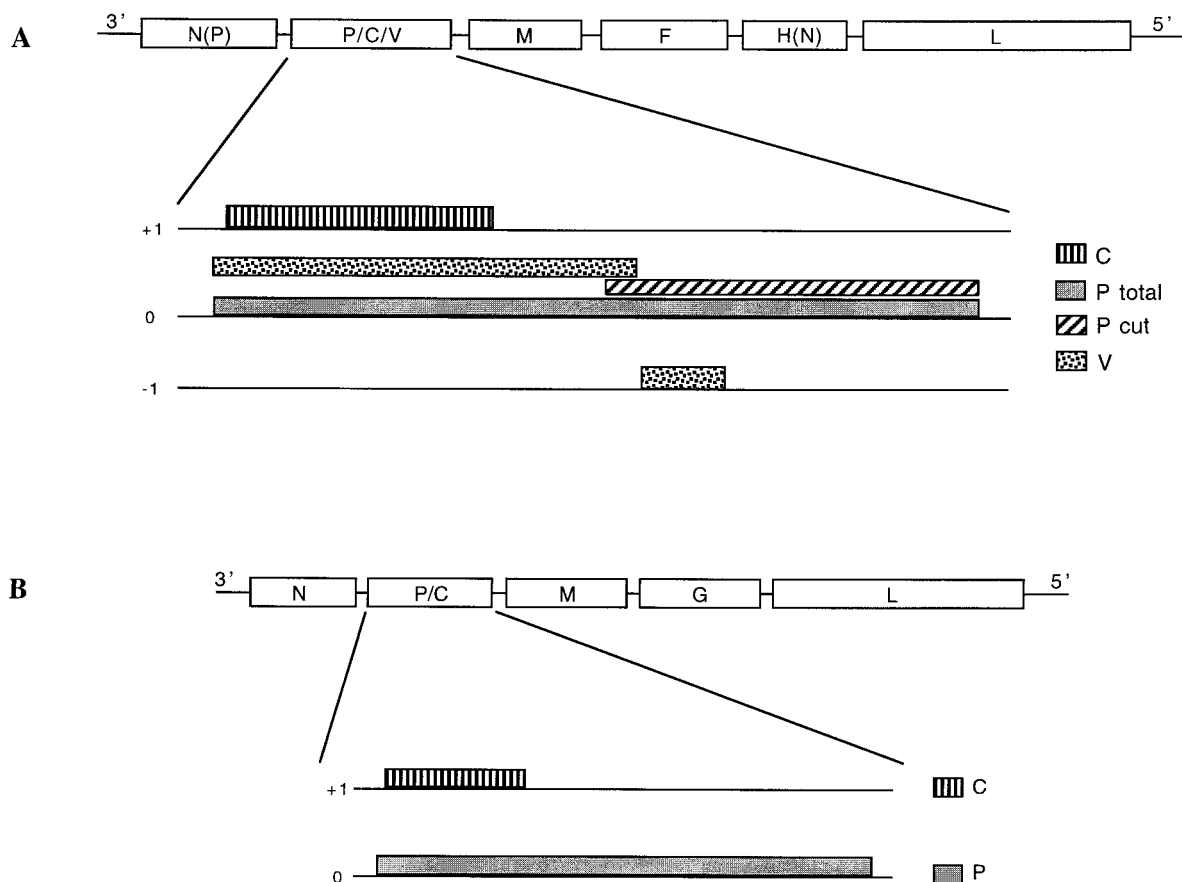 A
3' N(P) P/C/V M F H(N) L 5'
+1
C
P total
0
P cut
V
-1
B
3' N P/C M G L 5'
+1
C
0
P